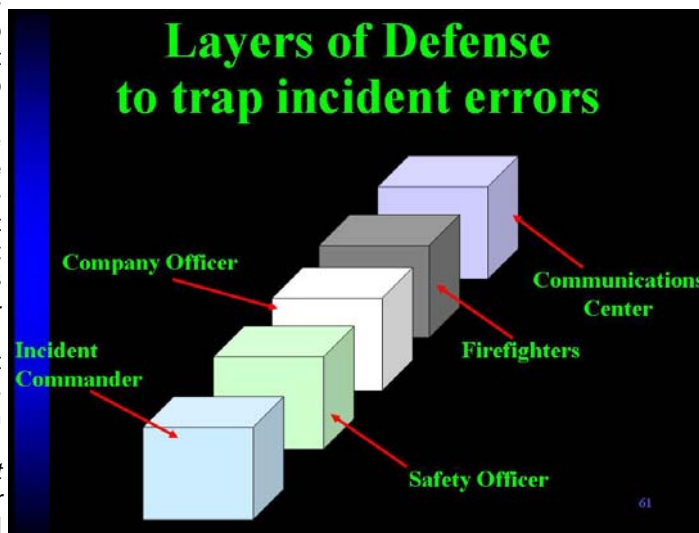 Layers of Defense
to trap incident errors
Company Officer
Communications
Center
Incident
Commander
Firefighters
Safety Officer
61